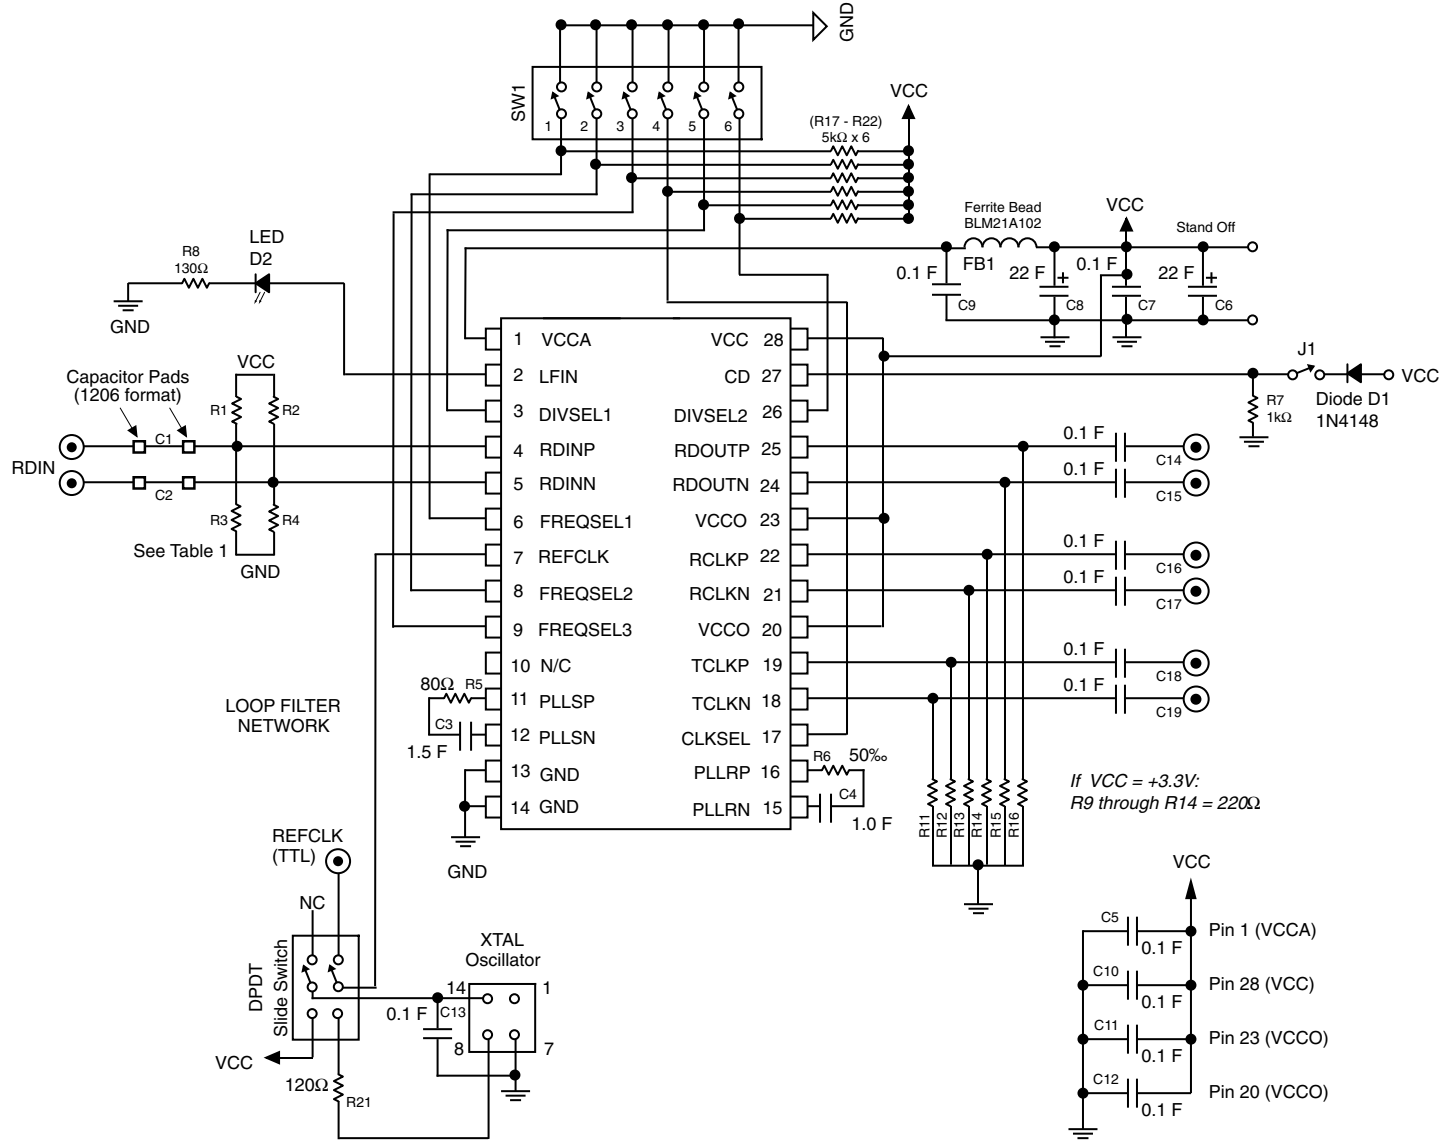 GND
SW1
1 2 3 4 5 6
VCC
(R17 - R22)
5kΩ x 6
Ferrite Bead
BLM21A102
FB1
VCC
Stand Off
0.1 F
C9
22 F
+
C8
0.1 F
C7
22 F
+
C6
LED
D2
R8
130Ω
GND
VCC
Capacitor Pads
(1206 format)
R1
R2
C1
RDIN
C2
R3
R4
See Table 1
GND
1 VCCA
2 LFIN
3 DIVSEL1
4 RDINP
5 RDINN
6 FREQSEL1
7 REFCLK
8 FREQSEL2
9 FREQSEL3
10 N/C
11 PLLSP
12 PLLSN
13 GND
14 GND
VCC 28
CD 27
DIVSEL2 26
RDOUTP 25
RDOUTN 24
VCCO 23
RCLKP 22
RCLKN 21
VCCO 20
TCLKP 19
TCLKN 18
CLKSEL 17
PLLRP 16
PLLRN 15
J1
VCC
R7
1kΩ
Diode D1
1N4148
0.1 F
C14
0.1 F
C15
0.1 F
C16
0.1 F
C17
0.1 F
C18
0.1 F
C19
80Ω
R5
C3
1.5 F
LOOP FILTER
NETWORK
GND
R6
50‰
C4
1.0 F
R11
R12
R13
R14
R15
R16
If VCC = +3.3V:
R9 through R14 = 220Ω
REFCLK
(TTL)
NC
DPDT
Slide Switch
VCC
120Ω
R21
XTAL
Oscillator
14
1
0.1 F
C13
8
7
VCC
C5
0.1 F
Pin 1 (VCCA)
C10
0.1 F
Pin 28 (VCC)
C11
0.1 F
Pin 23 (VCCO)
C12
0.1 F
Pin 20 (VCCO)